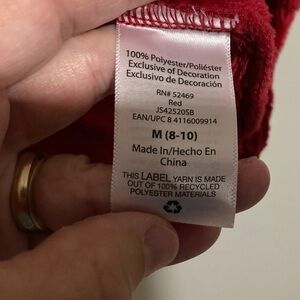 100% Polyester/Poliéster
Exclusive of Decoration
Exclusivo de Decoración
RN# 52469
Red
JS425205B
EAN/UPC 8 4116009914
M (8-10)
Made In/Hecho En
China
THIS LABEL YARN IS MADE
OUT OF 100% RECYCLED
POLYESTER MATERIALS